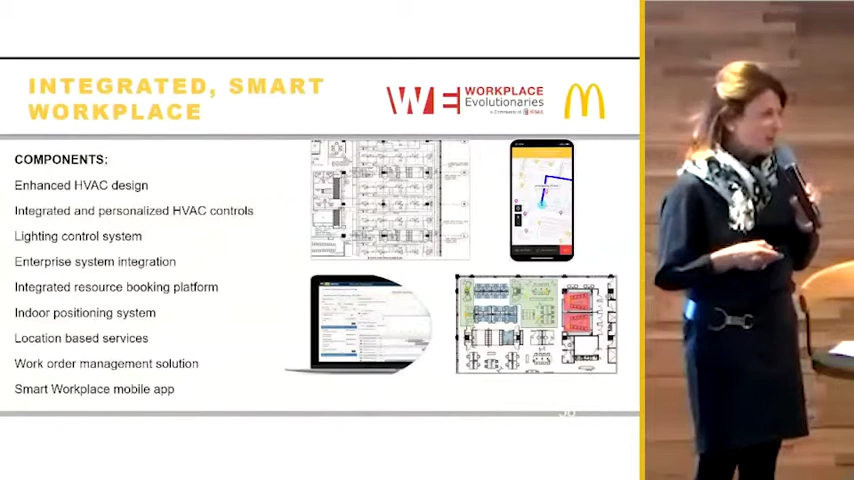 INTEGRATED, SMART
WORKPLACE
WE WORKPLACE
Evolutionaries
COMPONENTS:
Enhanced HVAC design
Integrated and personalized HVAC controls
Lighting control system
Enterprise system integration
Integrated resource booking platform
Indoor positioning system
Location based services
Work order management solution
Smart Workplace mobile app